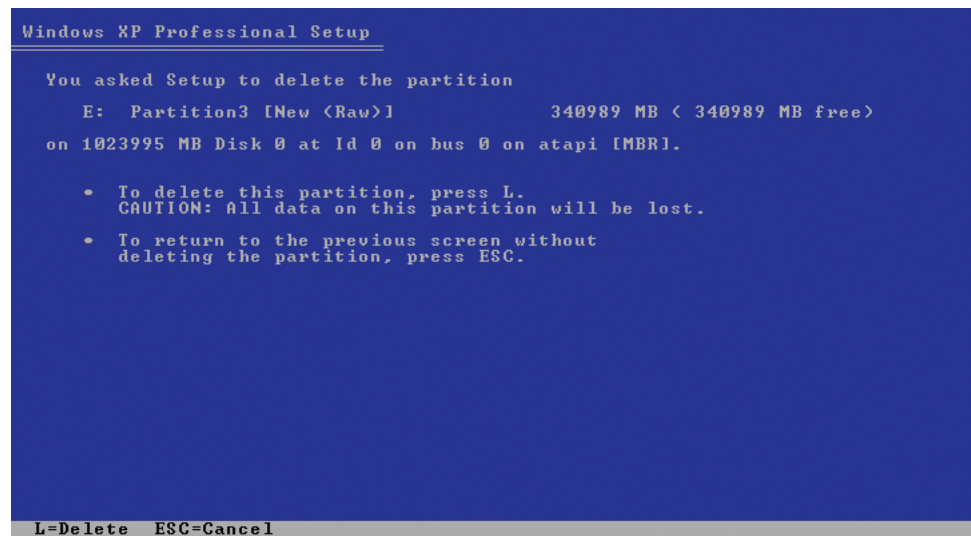 Windows XP Professional Setup
You asked Setup to delete the partition
E: Partition3 [New (Raw)] 340989 MB ( 340989 MB free)
on 1023995 MB Disk 0 at Id 0 on bus 0 on atapi [MBR].
• To delete this partition, press L.
CAUTION: All data on this partition will be lost.
• To return to the previous screen without
deleting the partition, press ESC.
L=Delete ESC=Cancel